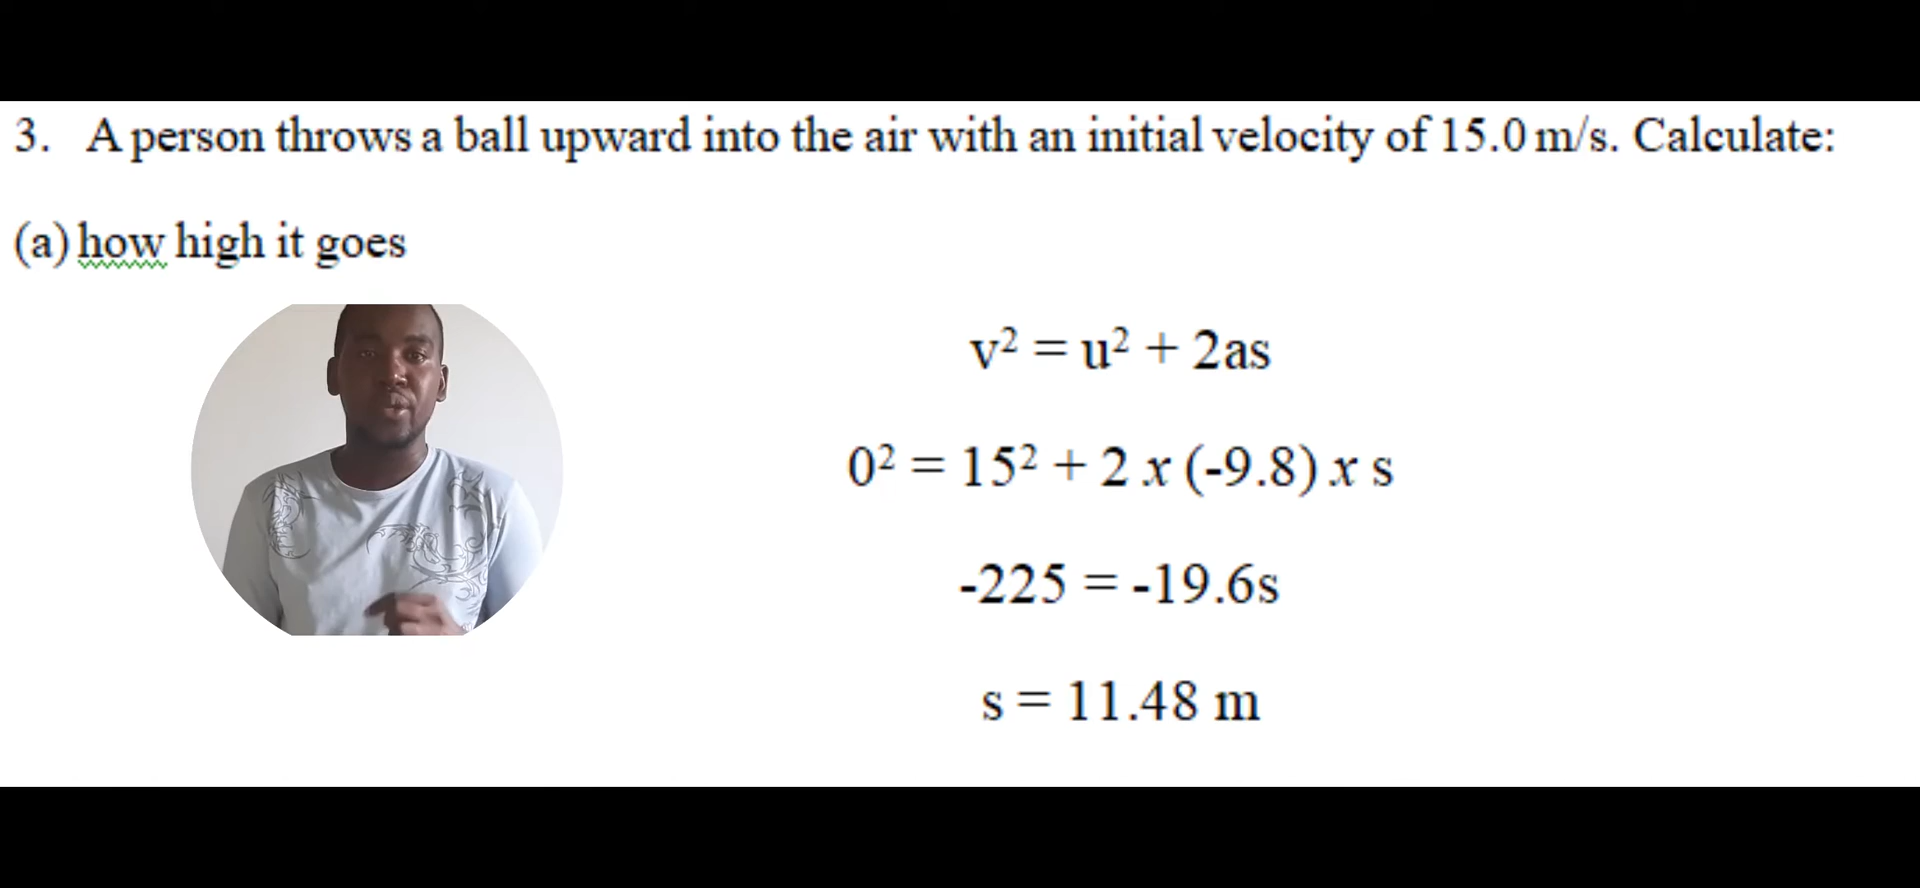 3. A person throws a ball upward into the air with an initial velocity of 15.0 m/s. Calculate:
(a) how high it goes
v² = u² + 2as
0² = 15² + 2 x (-9.8) x s
-225 = -19.6s
s = 11.48 m